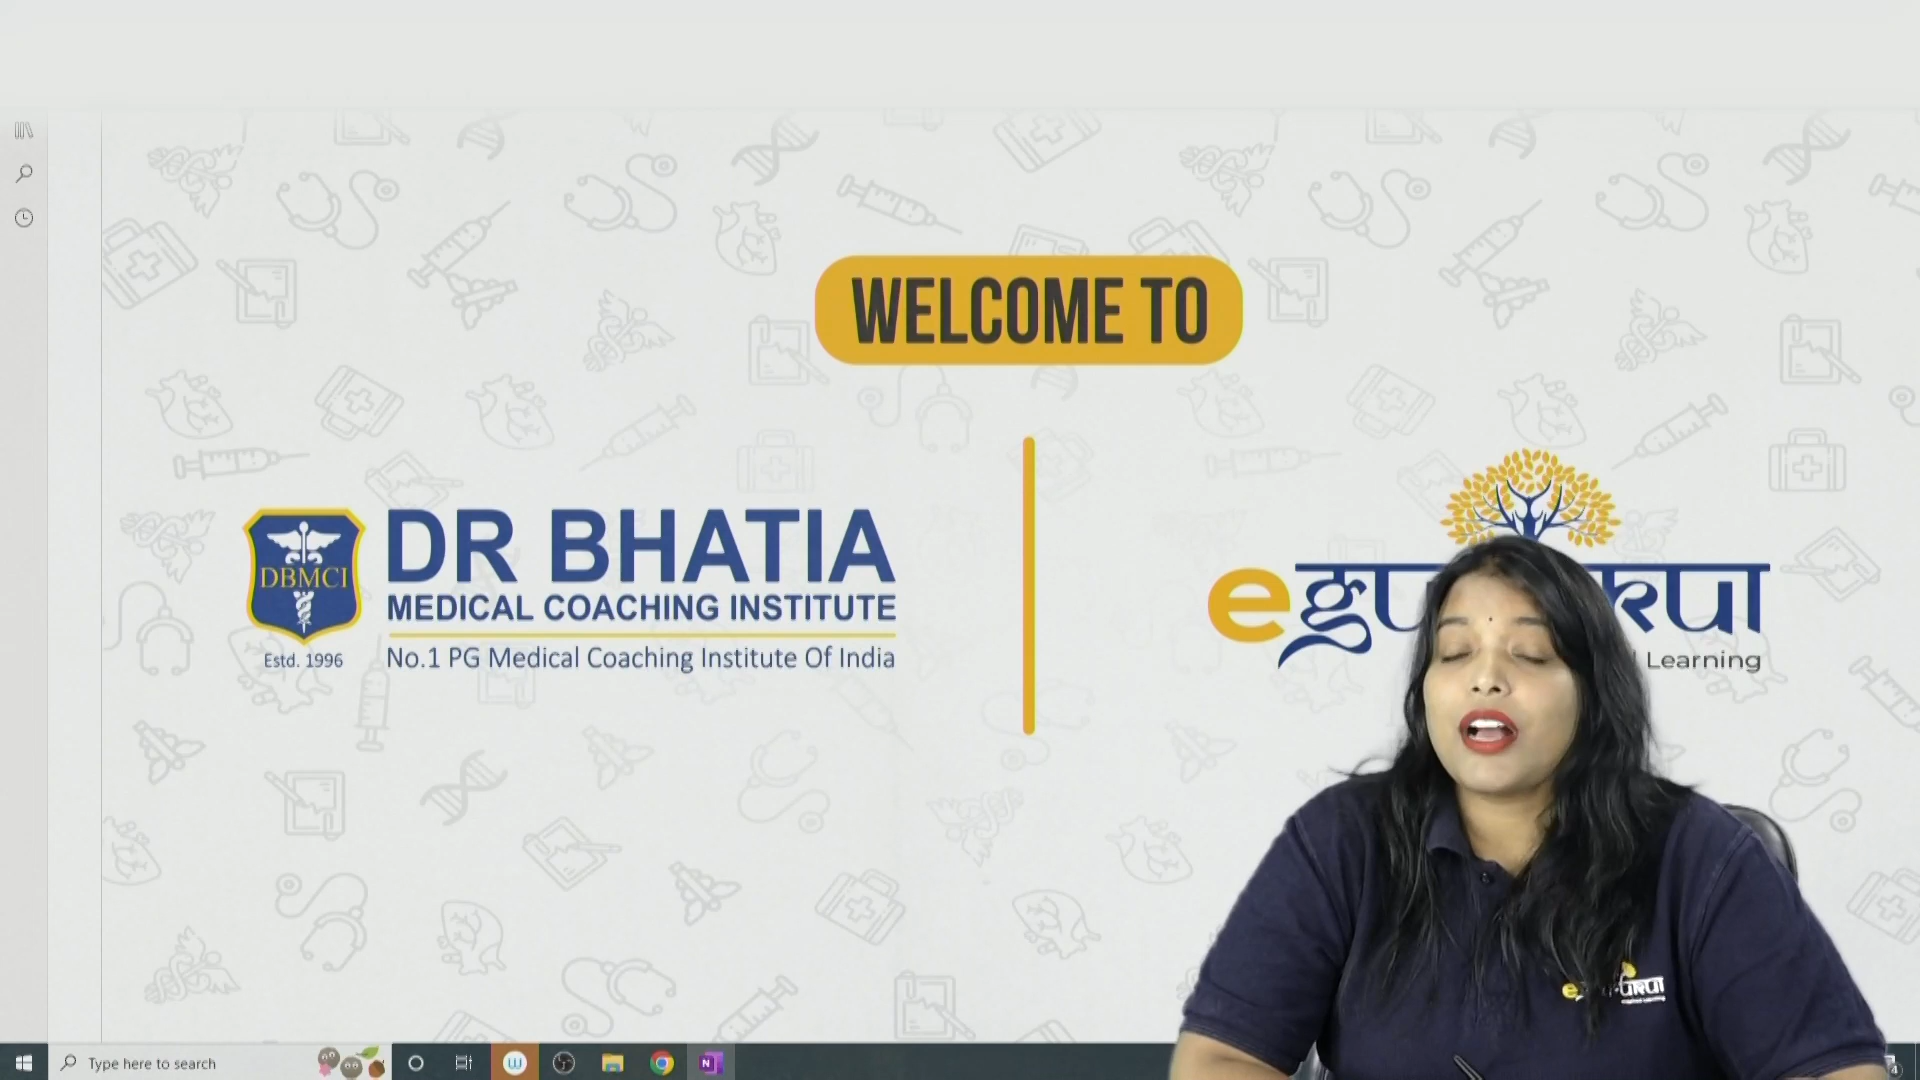 WELCOME TO
DBMCI
Estd. 1996
DR BHATIA
MEDICAL COACHING INSTITUTE
No.1 PG Medical Coaching Institute Of India
Learning
Type here to search